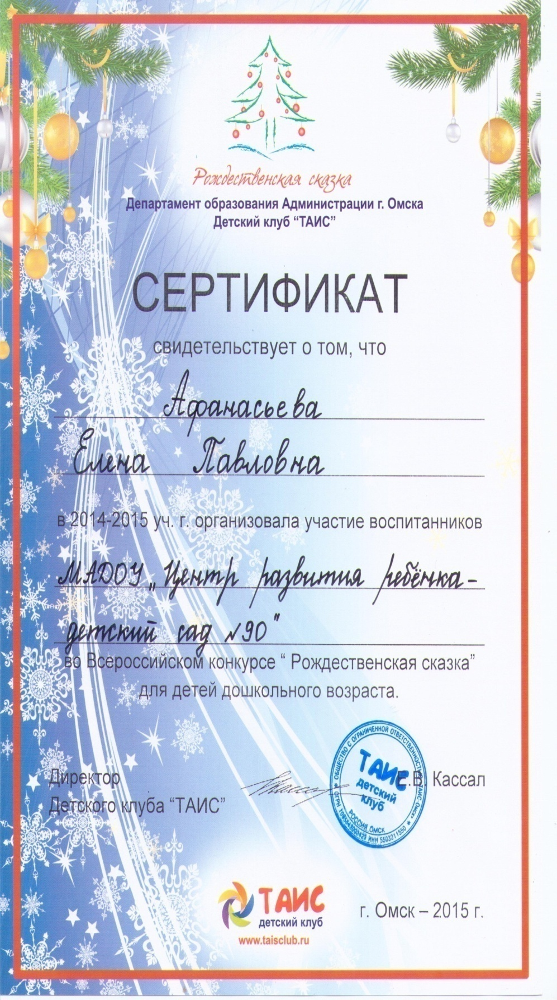 Рождественская сказка
Департамент образования Администрации г. Омска
Детский клуб “ТАИС”
СЕРТИФИКАТ
свидетельствует о том, что
Афанасьева
Елена Павловна
в 2014-2015 уч. г. организовала участие воспитанников
МАДОУ „Центр развития ребёнка -
детский сад №90"
во Всероссийском конкурсе “ Рождественская сказка”
для детей дошкольного возраста.
Директор
Детского клуба “ТАИС”
Е.В. Кассал
ОБЩЕСТВО С ОГРАНИЧЕННОЙ ОТВЕТСТВЕННОСТЬЮ
ТАИС
детский
клуб
РОССИЯ ОМСК
ИНН 5503211550
ТАИС
детский клуб
www.taisclub.ru
г. Омск – 2015 г.